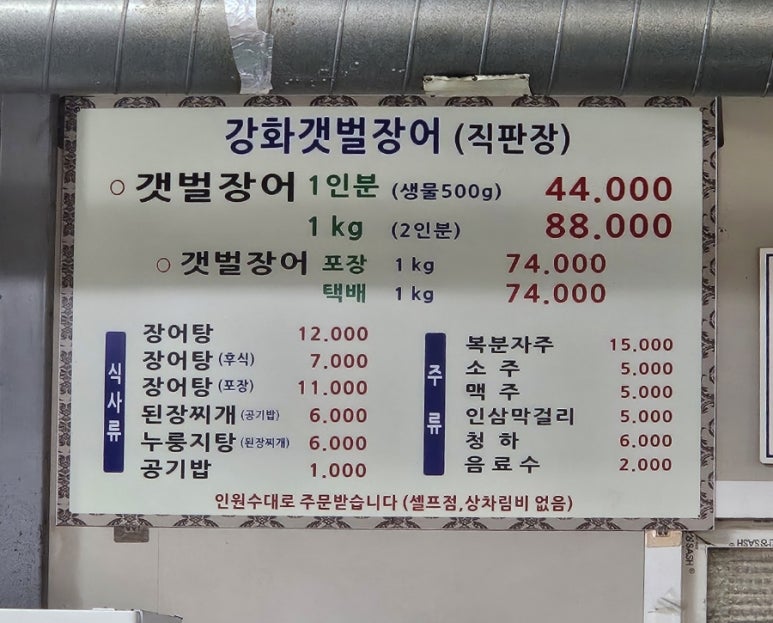 강화갯벌장어 (직판장)
○ 갯벌장어 1인분 (생물500g) 44.000
1 kg (2인분) 88.000
○ 갯벌장어 포장 1 kg 74.000
택배 1 kg 74.000
식사류
장어탕 12.000
장어탕 (후식) 7.000
장어탕 (포장) 11.000
된장찌개 (공기밥) 6.000
누룽지탕 (된장찌개) 6.000
공기밥 1.000
주류
복분자주 15.000
소 주 5.000
맥 주 5.000
인삼막걸리 5.000
청 하 6.000
음료수 2.000
인원수대로 주문받습니다 (셀프점,상차림비 없음)